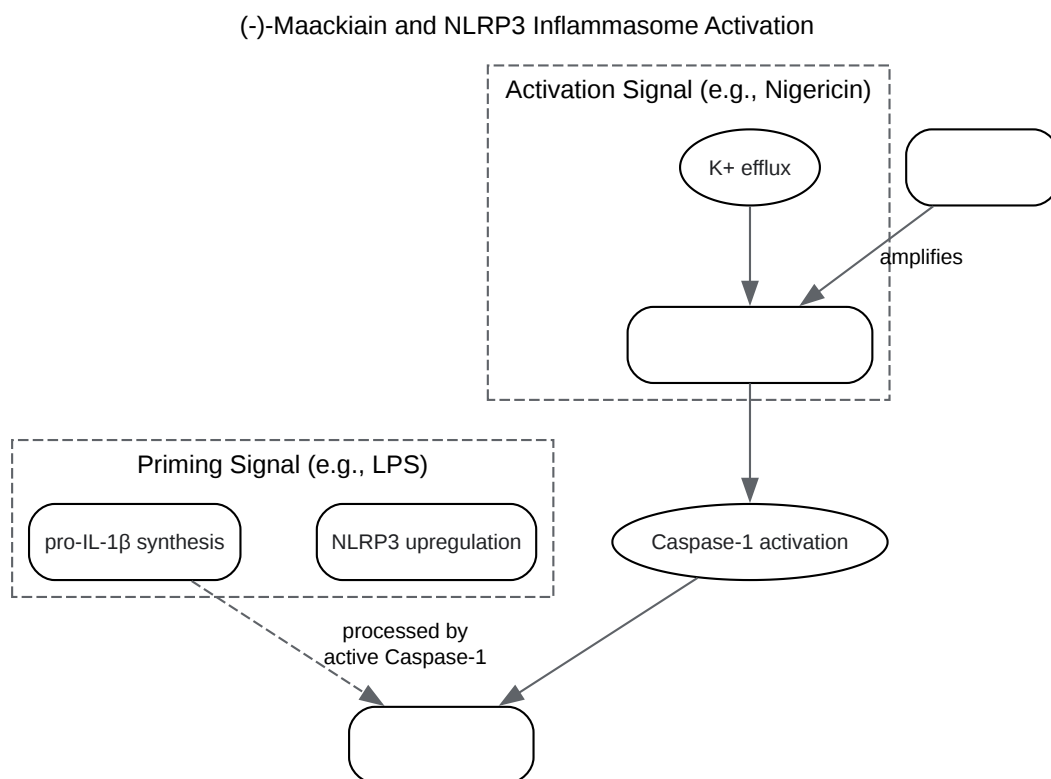 (-)-Maackiain and NLRP3 Inflammasome Activation
Activation Signal (e.g., Nigericin)
K+ efflux
amplifies
Priming Signal (e.g., LPS)
pro-IL-1β synthesis
NLRP3 upregulation
Caspase-1 activation
processed by
active Caspase-1